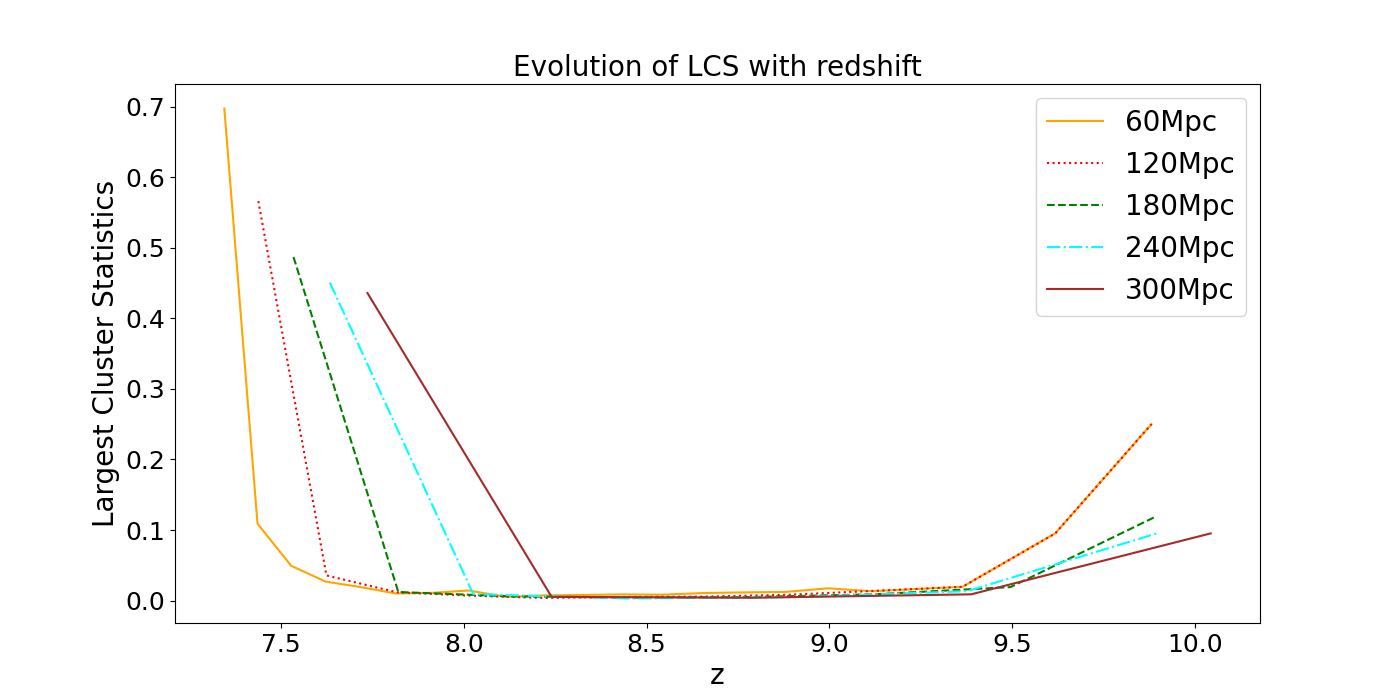 Evolution of LCS with redshift
Largest Cluster Statistics
0.7
0.6
0.5
0.4
0.3
0.2
0.1
0.0
60Mpc
120Mpc
180Mpc
240Mpc
300Mpc
7.5 8.0 8.5 9.0 9.5 10.0
z